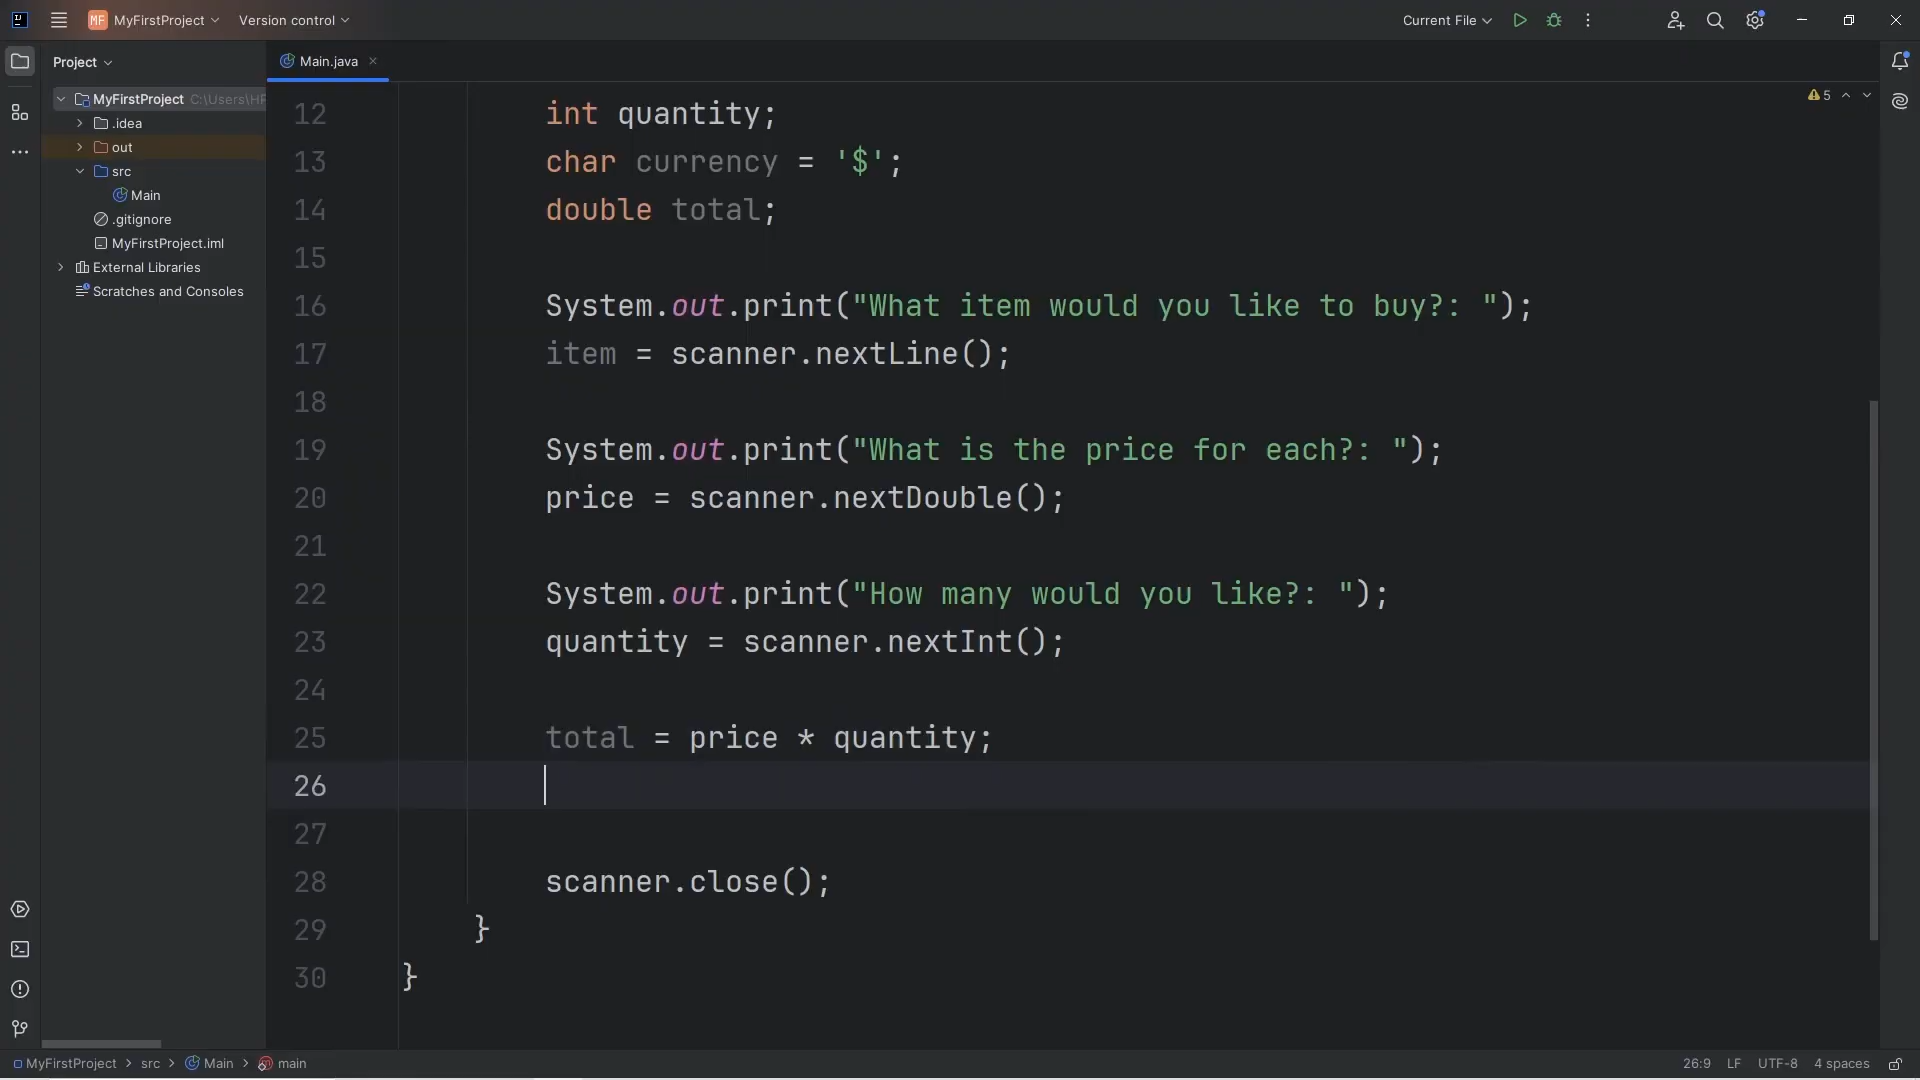 MF MyFirstProject Version control Current File
Project Main.java
MyFirstProject C:\Users\HP
.idea
out
src
Main
.gitignore
MyFirstProject.iml
External Libraries
Scratches and Consoles
5
12 int quantity;
13 char currency = '$';
14 double total;
15
16 System.out.print("What item would you like to buy?: ");
17 item = scanner.nextLine();
18
19 System.out.print("What is the price for each?: ");
20 price = scanner.nextDouble();
21
22 System.out.print("How many would you like?: ");
23 quantity = scanner.nextInt();
24
25 total = price * quantity;
26
27
28 scanner.close();
29 }
30 }
MyFirstProject > src > Main > main 26:9 LF UTF-8 4 spaces